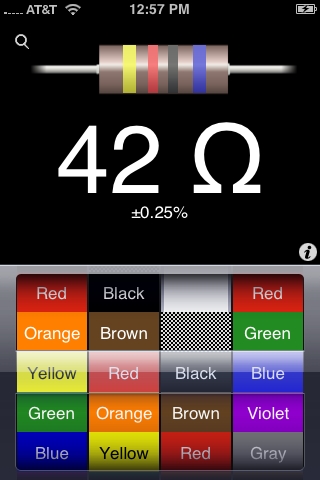 AT&T 12:57 PM
42 Ω
±0.25%
i
Red Black Red
Orange Brown Green
Yellow Red Black Blue
Green Orange Brown Violet
Blue Yellow Red Gray